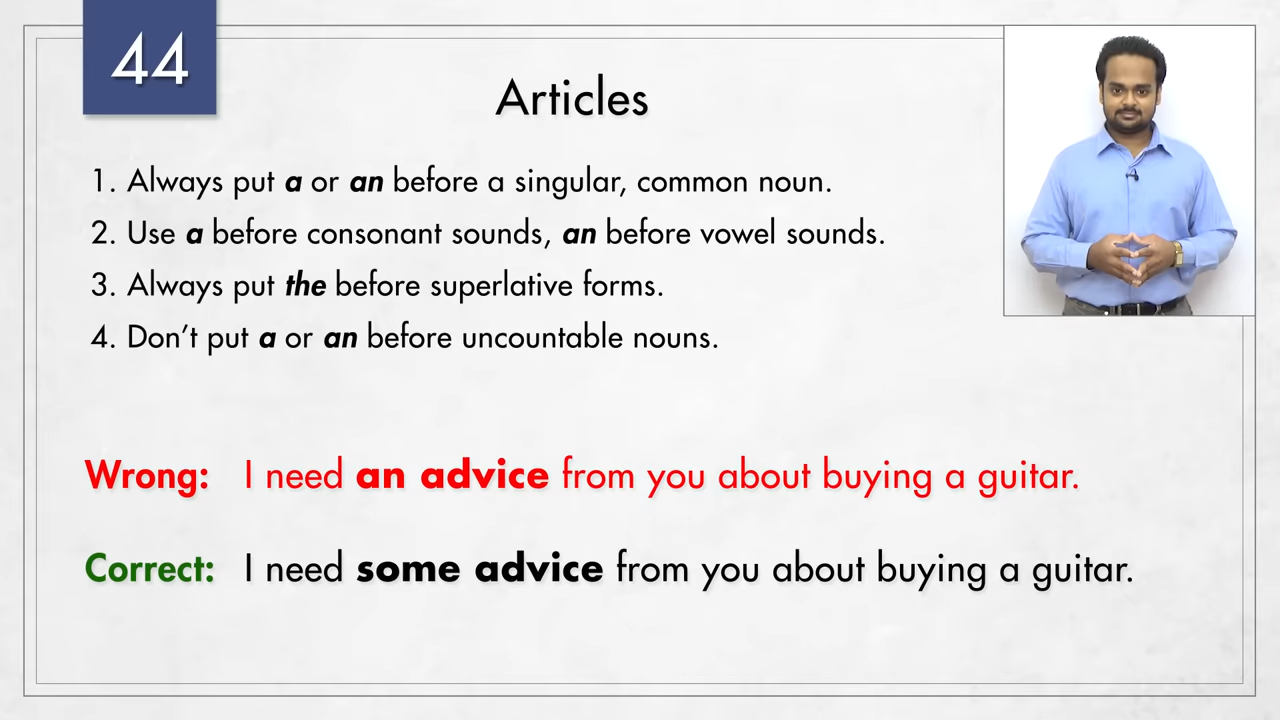 44
Articles
1. Always put a or an before a singular, common noun.
2. Use a before consonant sounds, an before vowel sounds.
3. Always put the before superlative forms.
4. Don’t put a or an before uncountable nouns.
Wrong: I need an advice from you about buying a guitar.
Correct: I need some advice from you about buying a guitar.